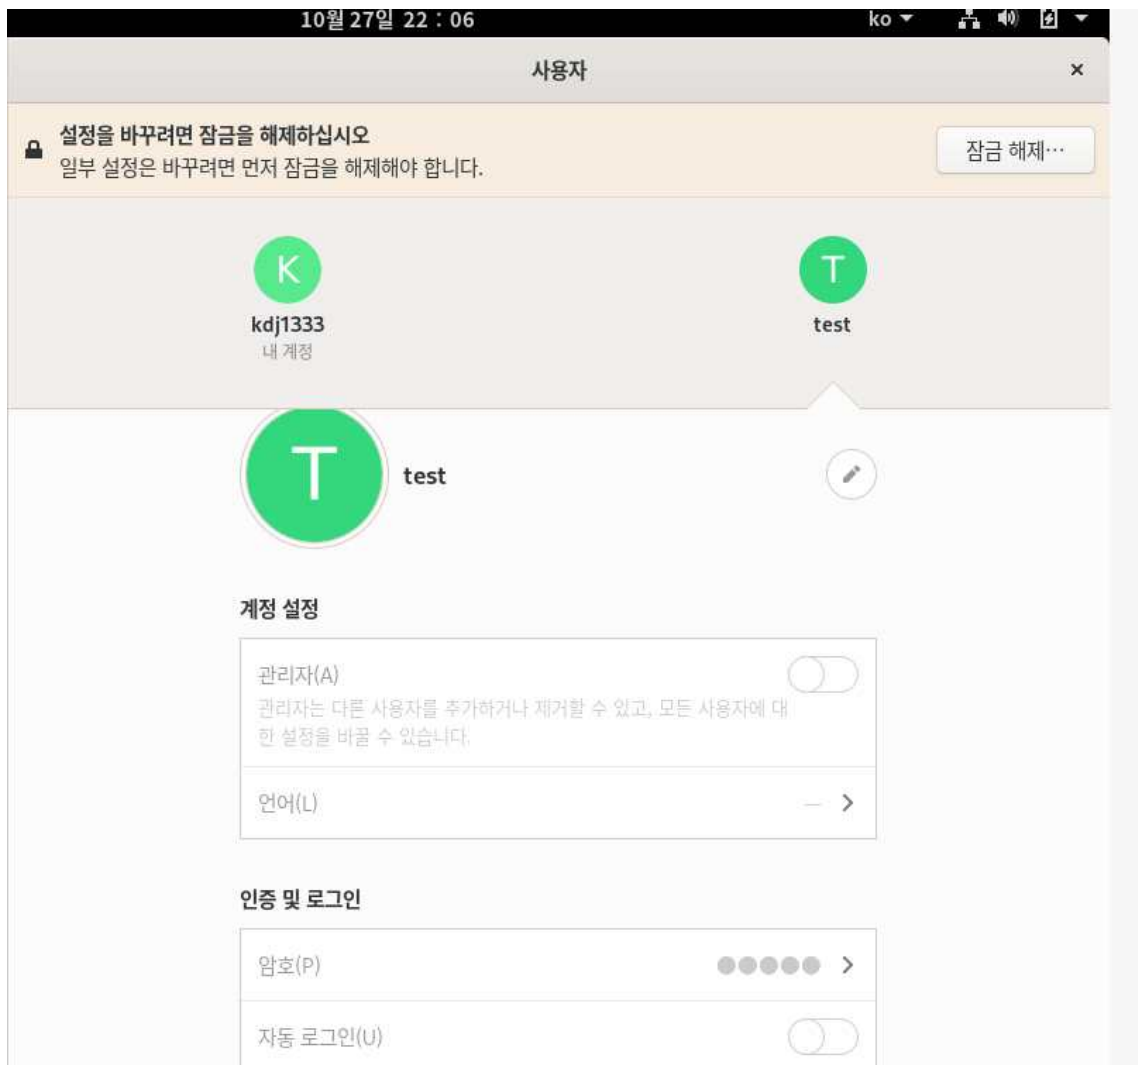 10월 27일 22 : 06
ko
사용자
×
설정을 바꾸려면 잠금을 해제하십시오
일부 설정은 바꾸려면 먼저 잠금을 해제해야 합니다.
잠금 해제…
K
T
kdj1333
test
내 계정
T
test
계정 설정
관리자(A)
관리자는 다른 사용자를 추가하거나 제거할 수 있고, 모든 사용자에 대
한 설정을 바꿀 수 있습니다.
언어(L)
—
인증 및 로그인
암호(P)
●●●●●
자동 로그인(U)